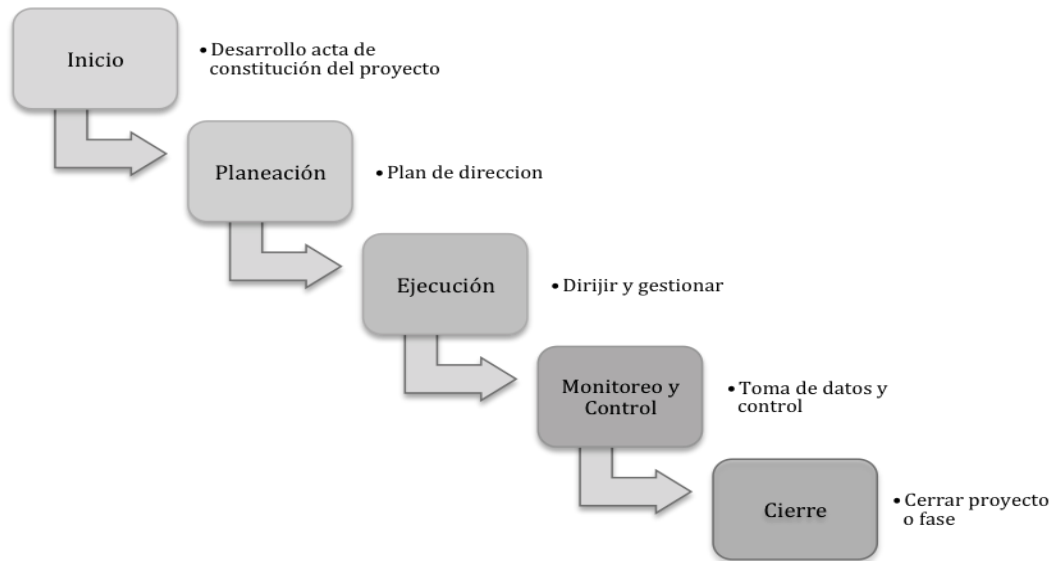 Inicio
• Desarrollo acta de
constitución del proyecto
Planeación
• Plan de direccion
Ejecución
• Dirijir y gestionar
Monitoreo y
Control
• Toma de datos y
control
Cierre
• Cerrar proyecto
o fase